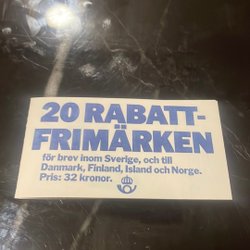 20 RABATT-
FRIMÄRKEN
för brev inom Sverige, och till
Danmark, Finland, Island och Norge.
Pris: 32 kronor.